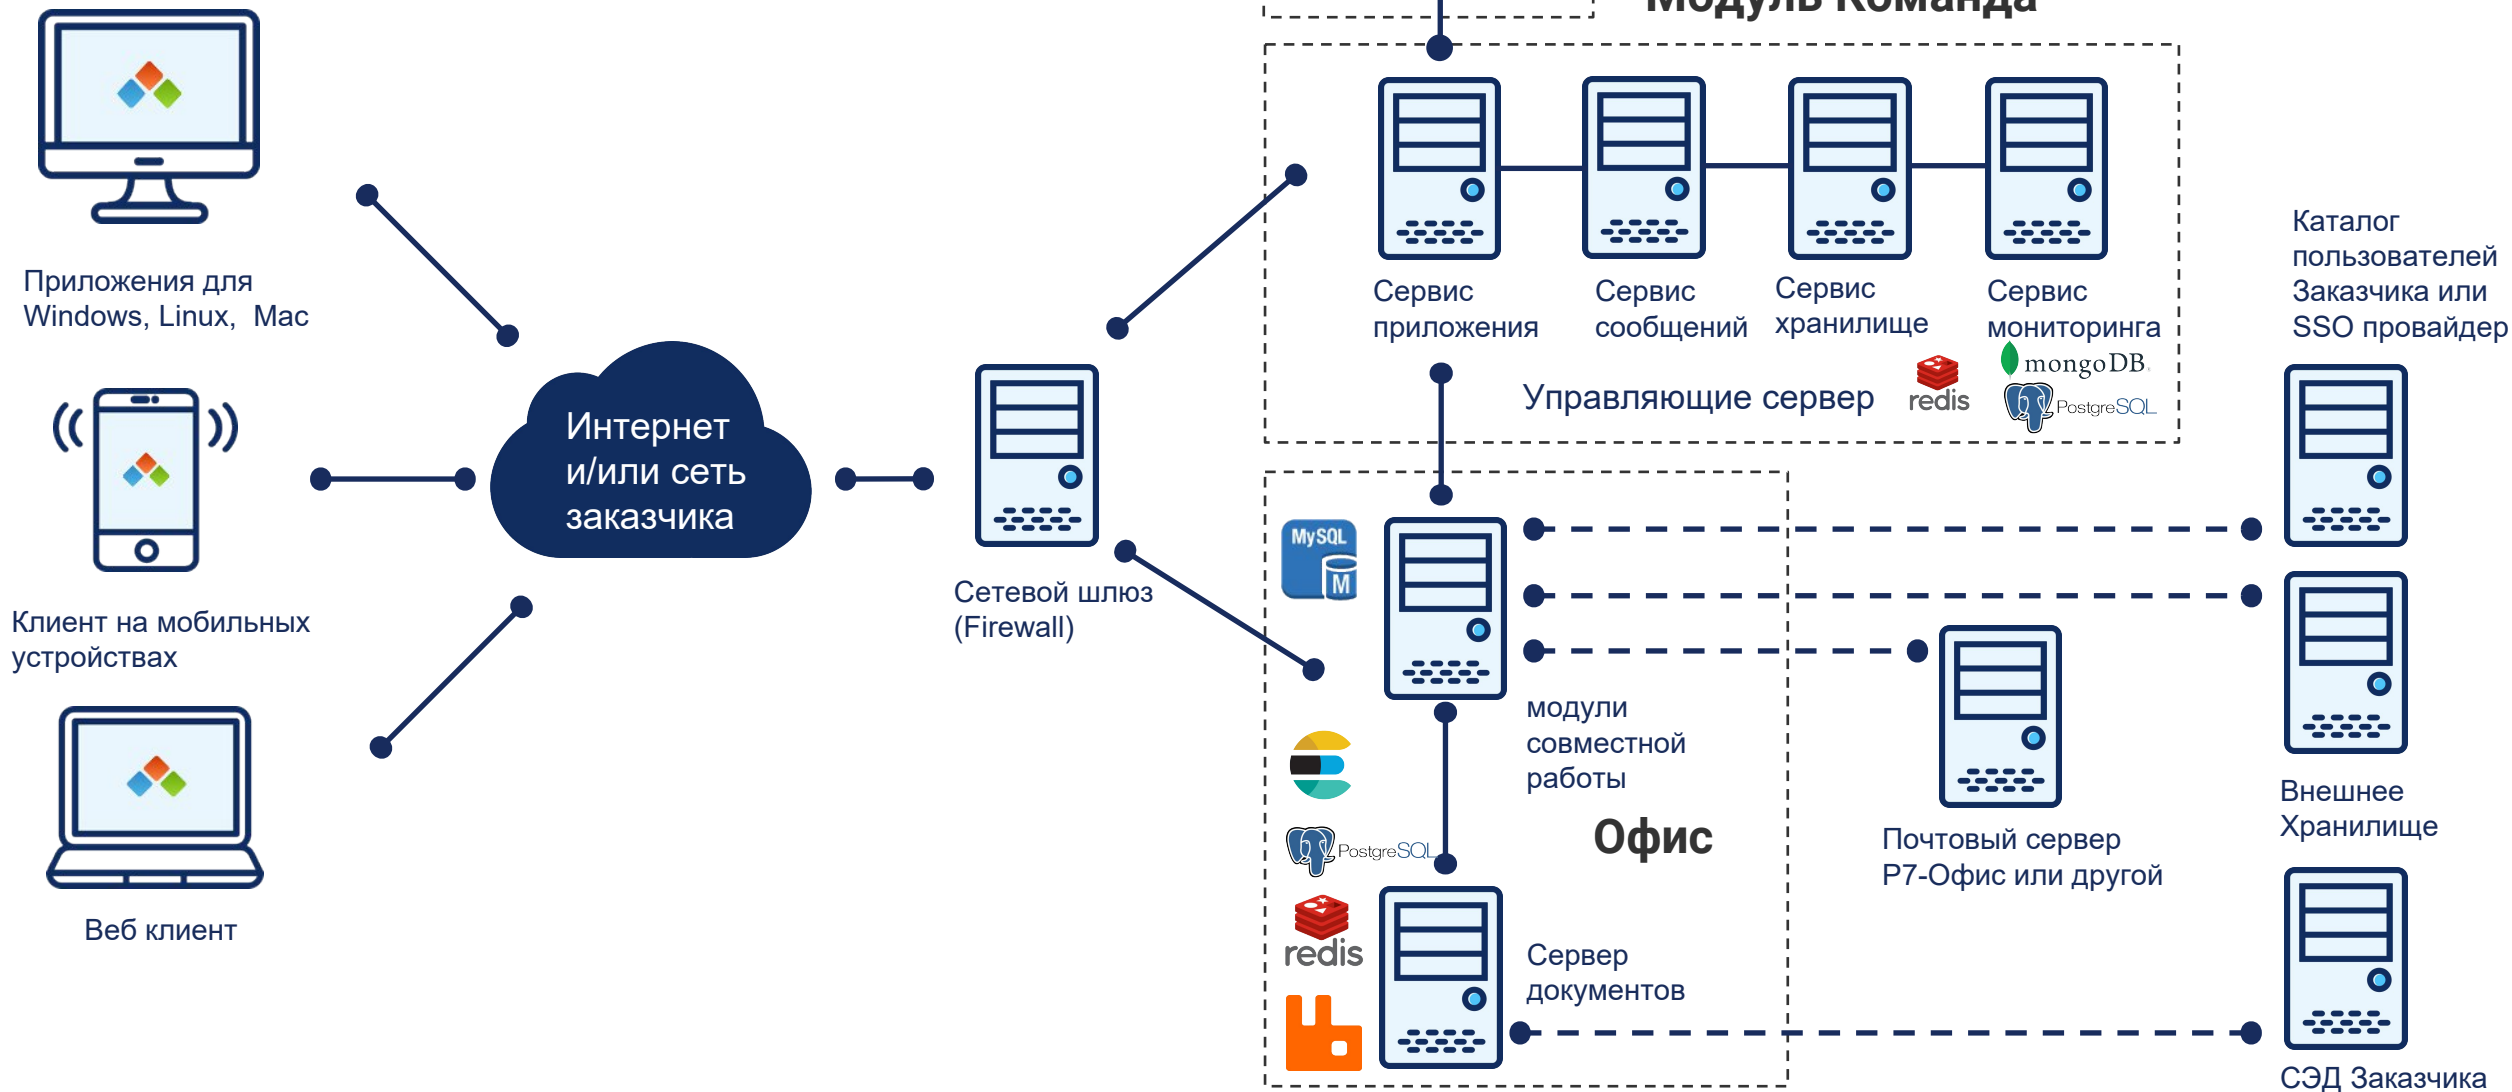 Модуль Команда
Приложения для
Windows, Linux, Mac
Клиент на мобильных
устройствах
Веб клиент
Интернет
и/или сеть
заказчика
Сетевой шлюз
(Firewall)
Сервис
приложения
Сервис
сообщений
Сервис
хранилище
Сервис
мониторинга
Управляющие сервер
redis
mongoDB
PostgreSQL
MySQL
M
модули
совместной
работы
Офис
PostgreSQL
redis
Сервер
документов
Почтовый сервер
Р7-Офис или другой
Каталог
пользователей
Заказчика или
SSO провайдер
Внешнее
Хранилище
СЭД Заказчика